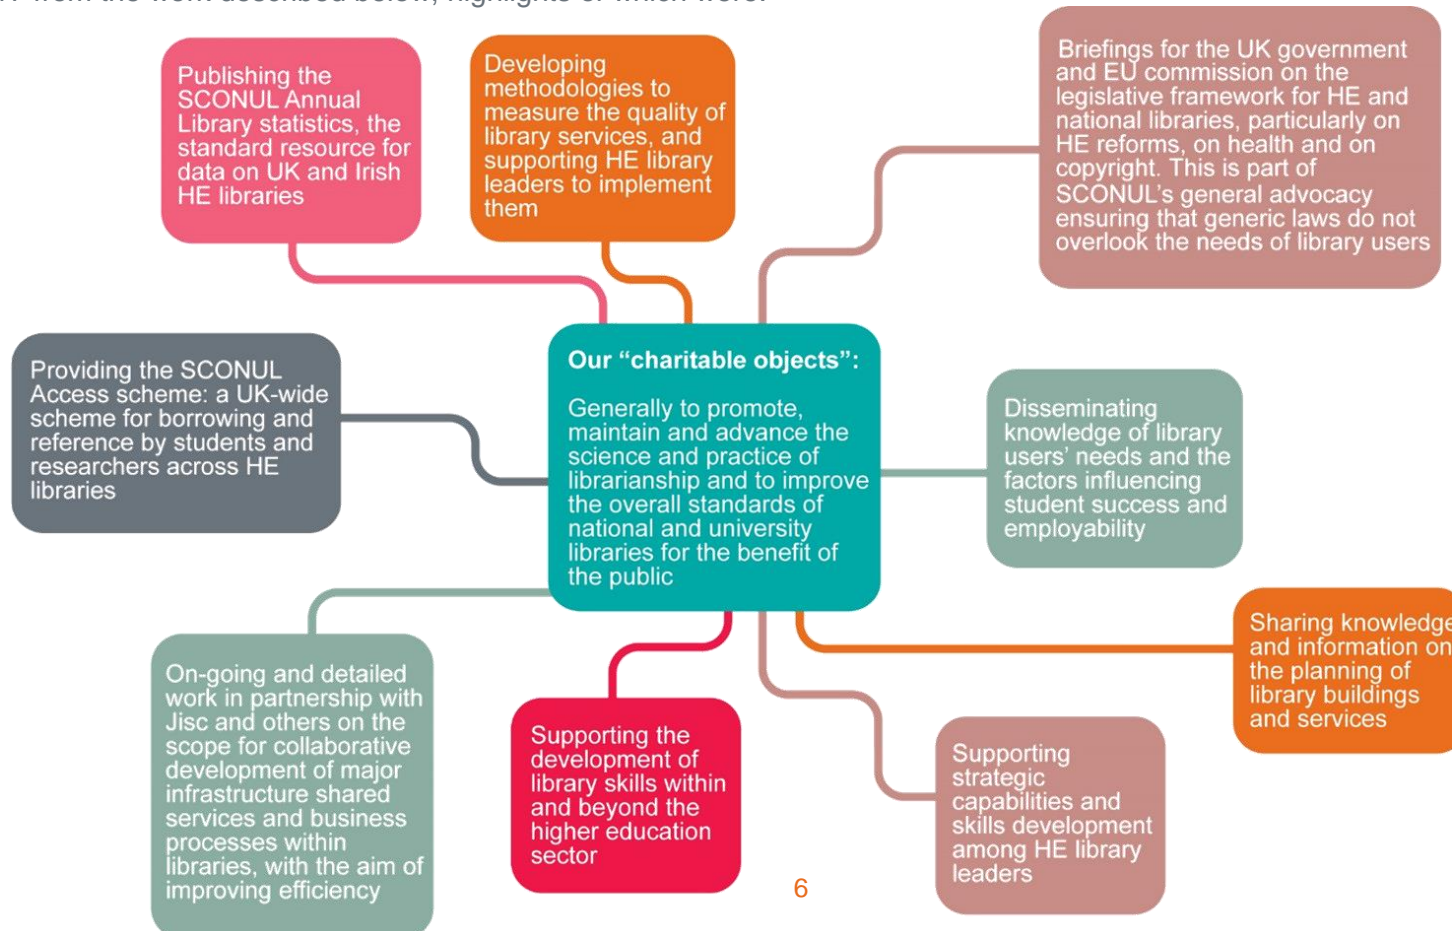 from the work described below, highlights of which were:
Publishing the
SCONUL Annual
Library statistics, the
standard resource for
data on UK and Irish
HE libraries
Developing
methodologies to
measure the quality of
library services, and
supporting HE library
leaders to implement
them
Briefings for the UK government
and EU commission on the
legislative framework for HE and
national libraries, particularly on
HE reforms, on health and on
copyright. This is part of
SCONUL’s general advocacy
ensuring that generic laws do not
overlook the needs of library users
Providing the SCONUL
Access scheme: a UK-wide
scheme for borrowing and
reference by students and
researchers across HE
libraries
Our “charitable objects”:
Generally to promote,
maintain and advance the
science and practice of
librarianship and to improve
the overall standards of
national and university
libraries for the benefit of
the public
Disseminating
knowledge of library
users’ needs and the
factors influencing
student success and
employability
Sharing knowledge
and information on
the planning of
library buildings
and services
On-going and detailed
work in partnership with
Jisc and others on the
scope for collaborative
development of major
infrastructure shared
services and business
processes within
libraries, with the aim of
improving efficiency
Supporting the
development of
library skills within
and beyond the
higher education
sector
Supporting
strategic
capabilities and
skills development
among HE library
leaders
6